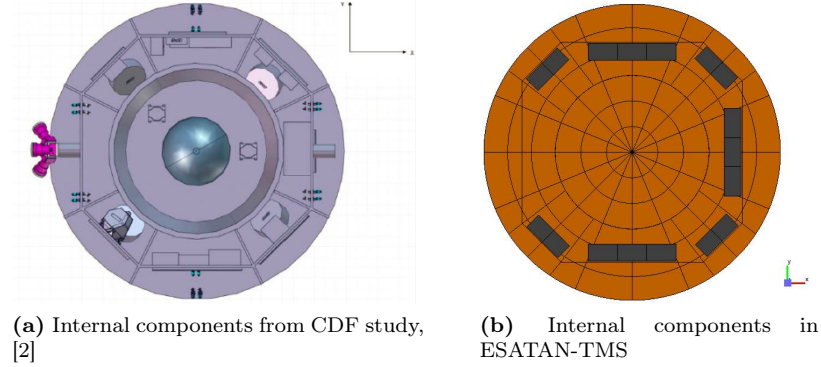 Y
X
y
x
(a) Internal components from CDF study,
[2]
(b) Internal components in
ESATAN-TMS